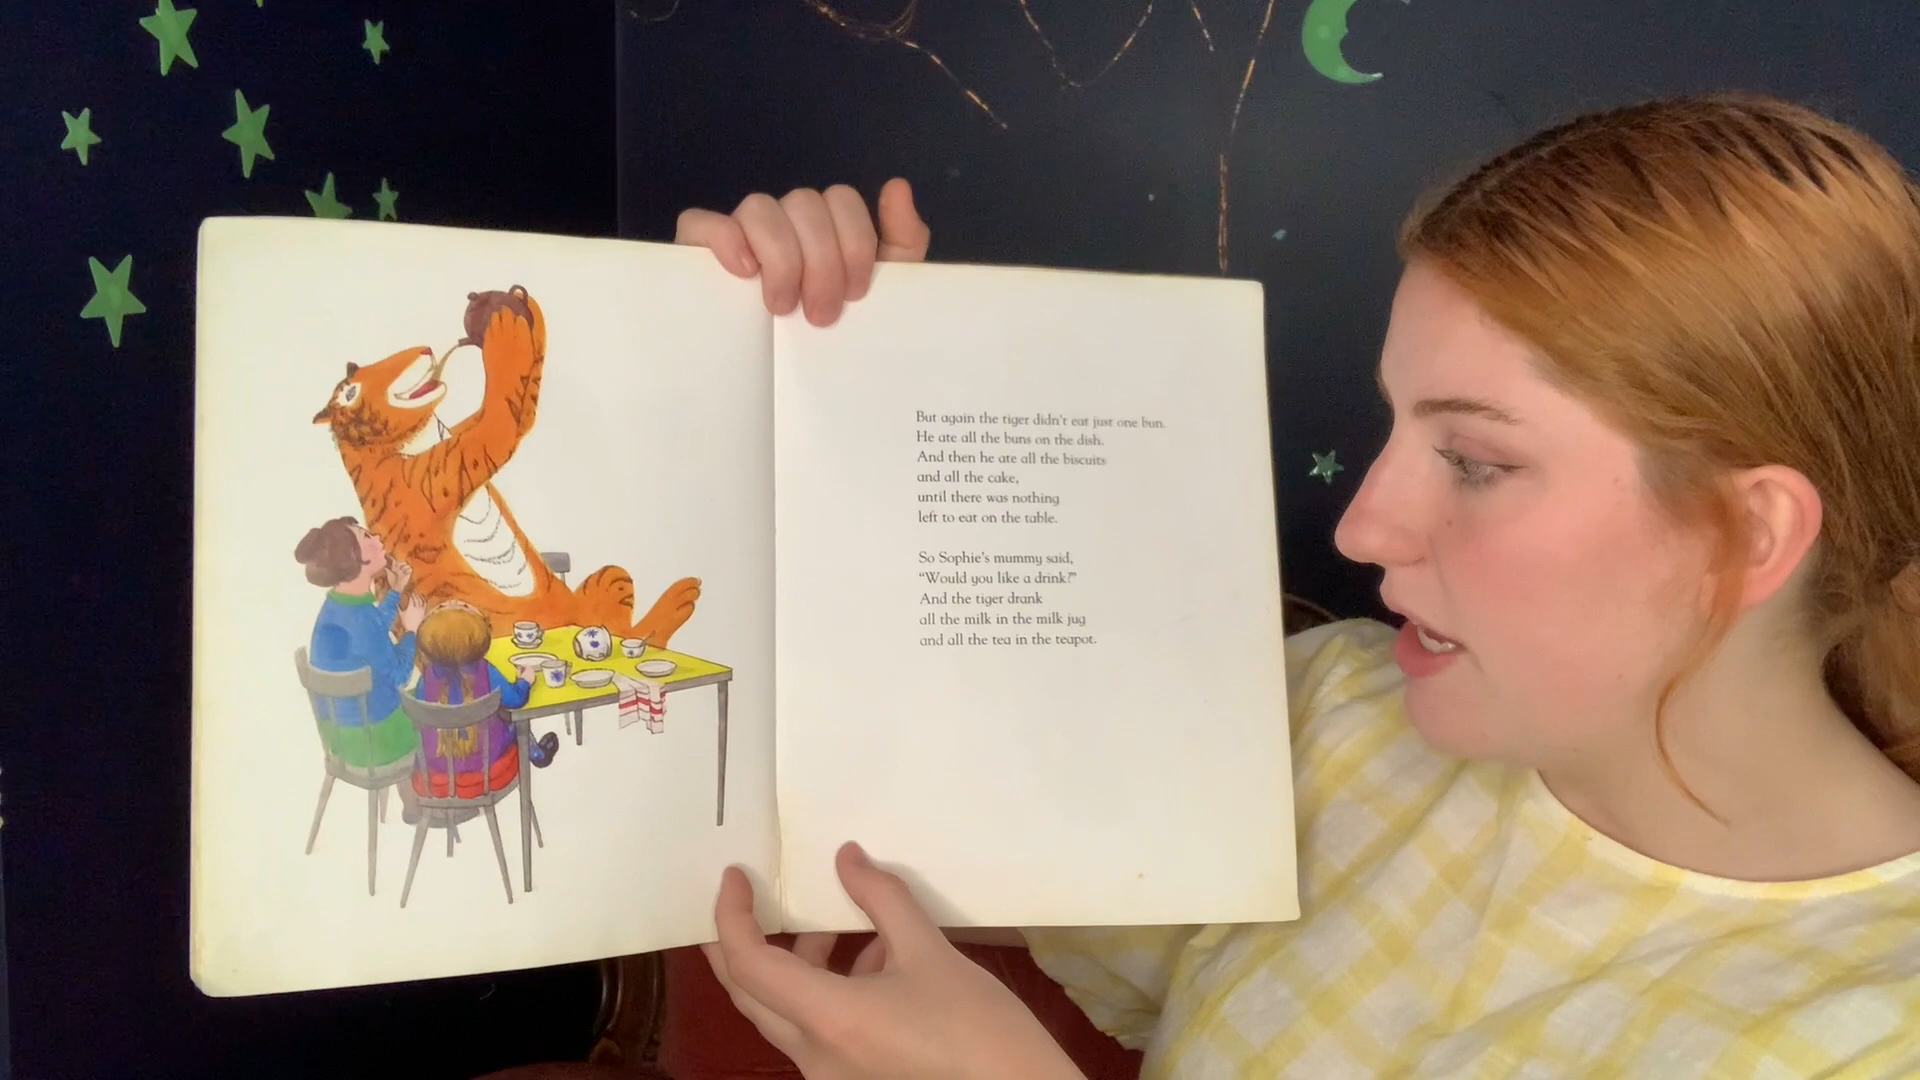 But again the tiger didn't eat just one bun.
He ate all the buns on the dish.
And then he ate all the biscuits
and all the cake,
until there was nothing
left to eat on the table.
So Sophie's mummy said,
“Would you like a drink?”
And the tiger drank
all the milk in the milk jug
and all the tea in the teapot.